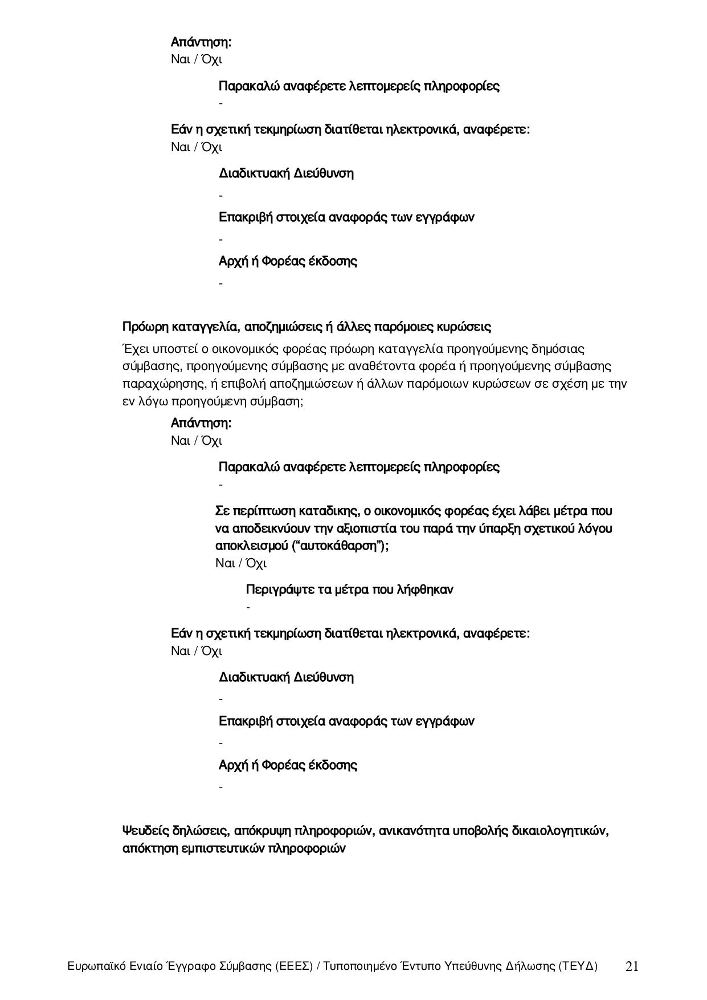 Απάντηση:
Ναι / Όχι
Παρακαλώ αναφέρετε λεπτομερείς πληροφορίες
-
Εάν η σχετική τεκμηρίωση διατίθεται ηλεκτρονικά, αναφέρετε:
Ναι / Όχι
Διαδικτυακή Διεύθυνση
-
Επακριβή στοιχεία αναφοράς των εγγράφων
-
Αρχή ή Φορέας έκδοσης
-
Πρόωρη καταγγελία, αποζημιώσεις ή άλλες παρόμοιες κυρώσεις
Έχει υποστεί ο οικονομικός φορέας πρόωρη καταγγελία προηγούμενης δημόσιας
σύμβασης, προηγούμενης σύμβασης με αναθέτοντα φορέα ή προηγούμενης σύμβασης
παραχώρησης, ή επιβολή αποζημιώσεων ή άλλων παρόμοιων κυρώσεων σε σχέση με την
εν λόγω προηγούμενη σύμβαση;
Απάντηση:
Ναι / Όχι
Παρακαλώ αναφέρετε λεπτομερείς πληροφορίες
-
Σε περίπτωση καταδικης, ο οικονομικός φορέας έχει λάβει μέτρα που
να αποδεικνύουν την αξιοπιστία του παρά την ύπαρξη σχετικού λόγου
αποκλεισμού (“αυτοκάθαρση”);
Ναι / Όχι
Περιγράψτε τα μέτρα που λήφθηκαν
-
Εάν η σχετική τεκμηρίωση διατίθεται ηλεκτρονικά, αναφέρετε:
Ναι / Όχι
Διαδικτυακή Διεύθυνση
-
Επακριβή στοιχεία αναφοράς των εγγράφων
-
Αρχή ή Φορέας έκδοσης
-
Ψευδείς δηλώσεις, απόκρυψη πληροφοριών, ανικανότητα υποβολής δικαιολογητικών,
απόκτηση εμπιστευτικών πληροφοριών
Ευρωπαϊκό Ενιαίο Έγγραφο Σύμβασης (ΕΕΕΣ) / Τυποποιημένο Έντυπο Υπεύθυνης Δήλωσης (ΤΕΥΔ) 21